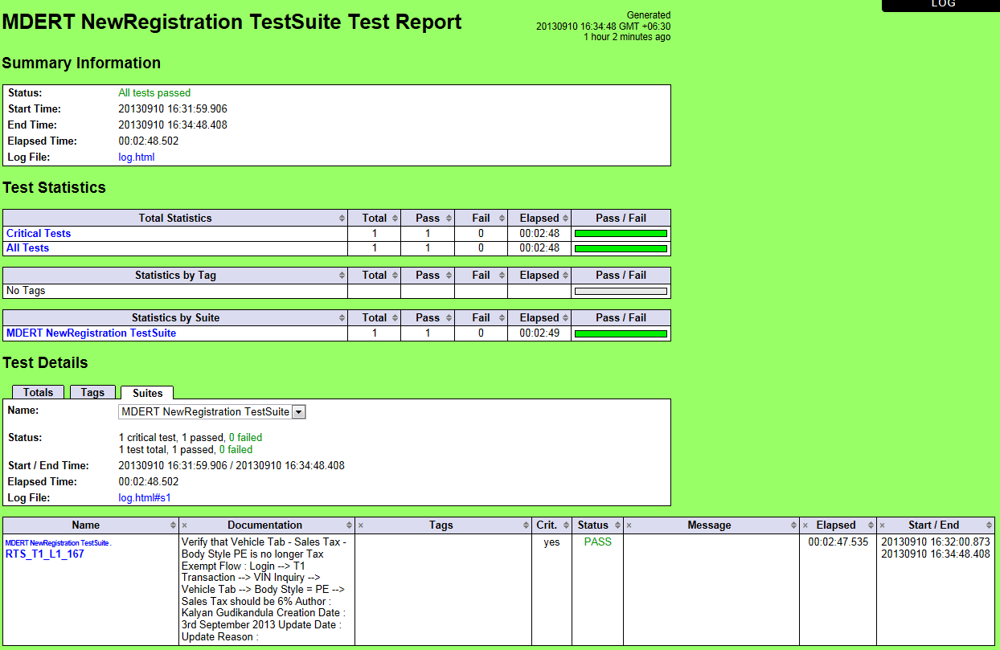 LOG
MDERT NewRegistration TestSuite Test Report
Generated
20130910 16:34:48 GMT +06:30
1 hour 2 minutes ago
Summary Information
Status: All tests passed
Start Time: 20130910 16:31:59.906
End Time: 20130910 16:34:48.408
Elapsed Time: 00:02:48.502
Log File: log.html
Test Statistics
Total Statistics Total Pass Fail Elapsed Pass / Fail
Critical Tests 1 1 0 00:02:48
All Tests 1 1 0 00:02:48
Statistics by Tag Total Pass Fail Elapsed Pass / Fail
No Tags
Statistics by Suite Total Pass Fail Elapsed Pass / Fail
MDERT NewRegistration TestSuite 1 1 0 00:02:49
Test Details
Totals Tags Suites
Name: MDERT NewRegistration TestSuite
Status: 1 critical test, 1 passed, 0 failed
1 test total, 1 passed, 0 failed
Start / End Time: 20130910 16:31:59.906 / 20130910 16:34:48.408
Elapsed Time: 00:02:48.502
Log File: log.html#s1
Name × Documentation × Tags Crit. Status × Message × Elapsed × Start / End
MDERT NewRegistration TestSuite .
RTS_T1_L1_167
Verify that Vehicle Tab - Sales Tax -
Body Style PE is no longer Tax
Exempt Flow : Login --> T1
Transaction --> VIN Inquiry -->
Vehicle Tab --> Body Style = PE -->
Sales Tax should be 6% Author :
Kalyan Gudikandula Creation Date :
3rd September 2013 Update Date :
Update Reason :
yes
PASS
00:02:47.535
20130910 16:32:00.873
20130910 16:34:48.408